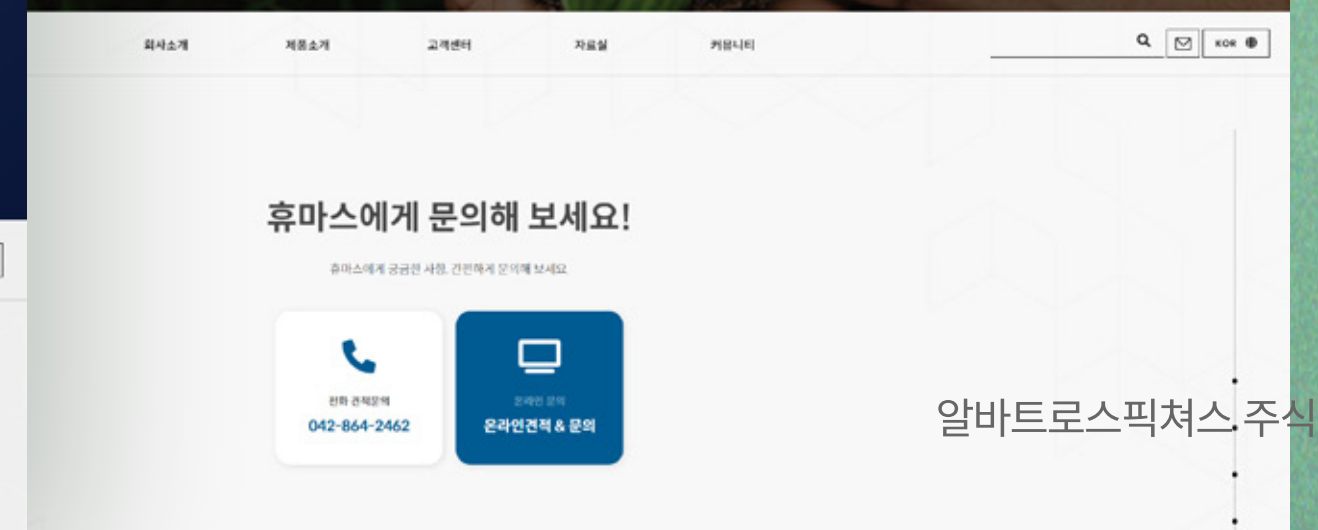 회사소개
제품소개
고객센터
자료실
커뮤니티
KOR
휴마스에게 문의해 보세요!
휴마스에게 궁금한 사항, 간편하게 문의해 보세요.
전화 견적문의
042-864-2462
온라인 문의
온라인견적 & 문의
알바트로스픽쳐스 주식